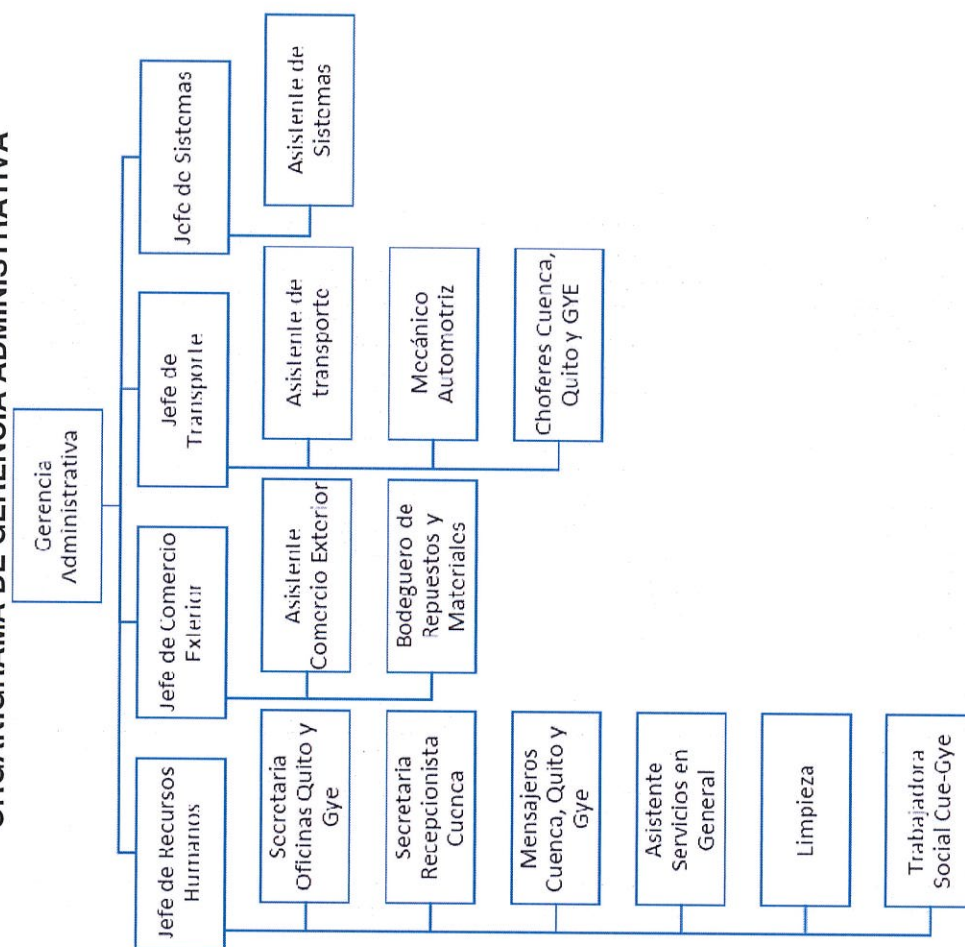 ORGANIGRAMA DE GERENCIA ADMINISTRATIVA
Gerencia
Administrativa
Jefe de Recursos
Humanos
Secretaria
Oficinas Quito y
Gye
Secretaria
Recepcionista
Cuenca
Mensajeros
Cuenca, Quito y
Gye
Asistente
Servicios en
General
Limpieza
Trabajadora
Social Cue-Gye
Jefe de Comercio
Exterior
Asistente
Comercio Exterior
Bodeguero de
Repuestos y
Materiales
Jefe de
Transporte
Asistente de
transporte
Mecánico
Automotriz
Choferes Cuenca,
Quito y GYE
Jefe de Sistemas
Asistente de
Sistemas